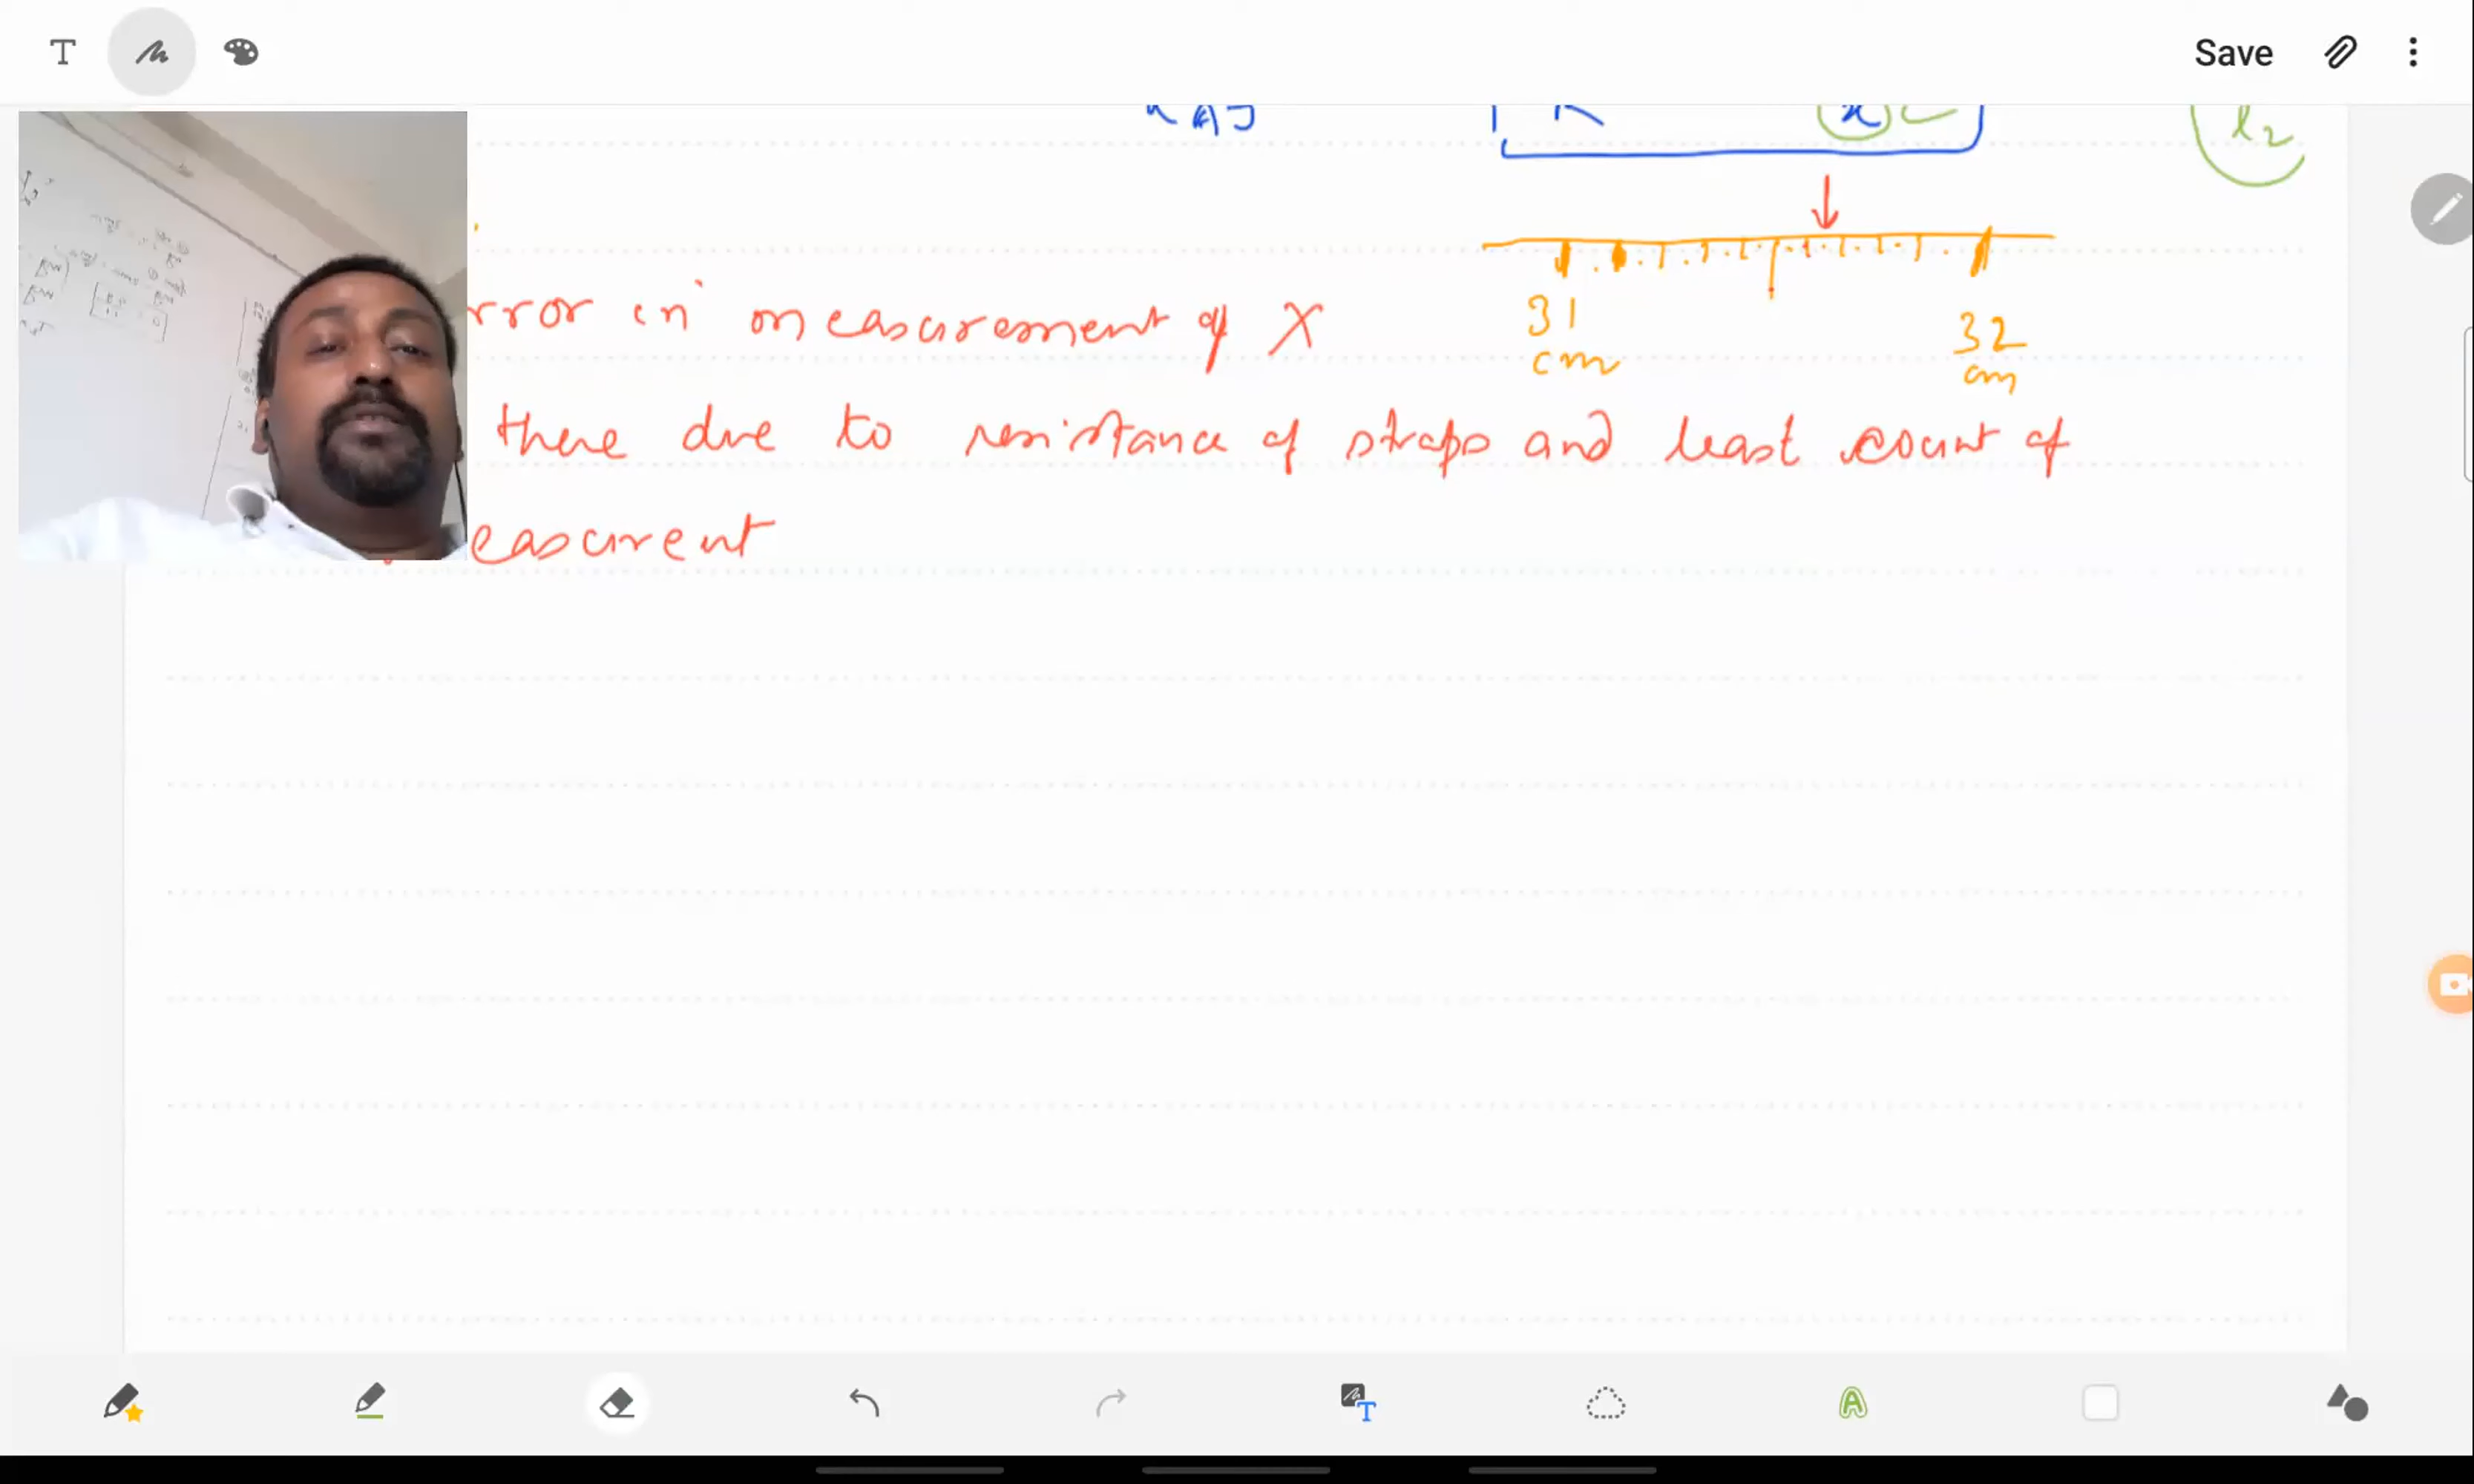 Save
l2
31 cm
32 cm
rror in measurement of X
there due to resistance of straps and least count of
easurent